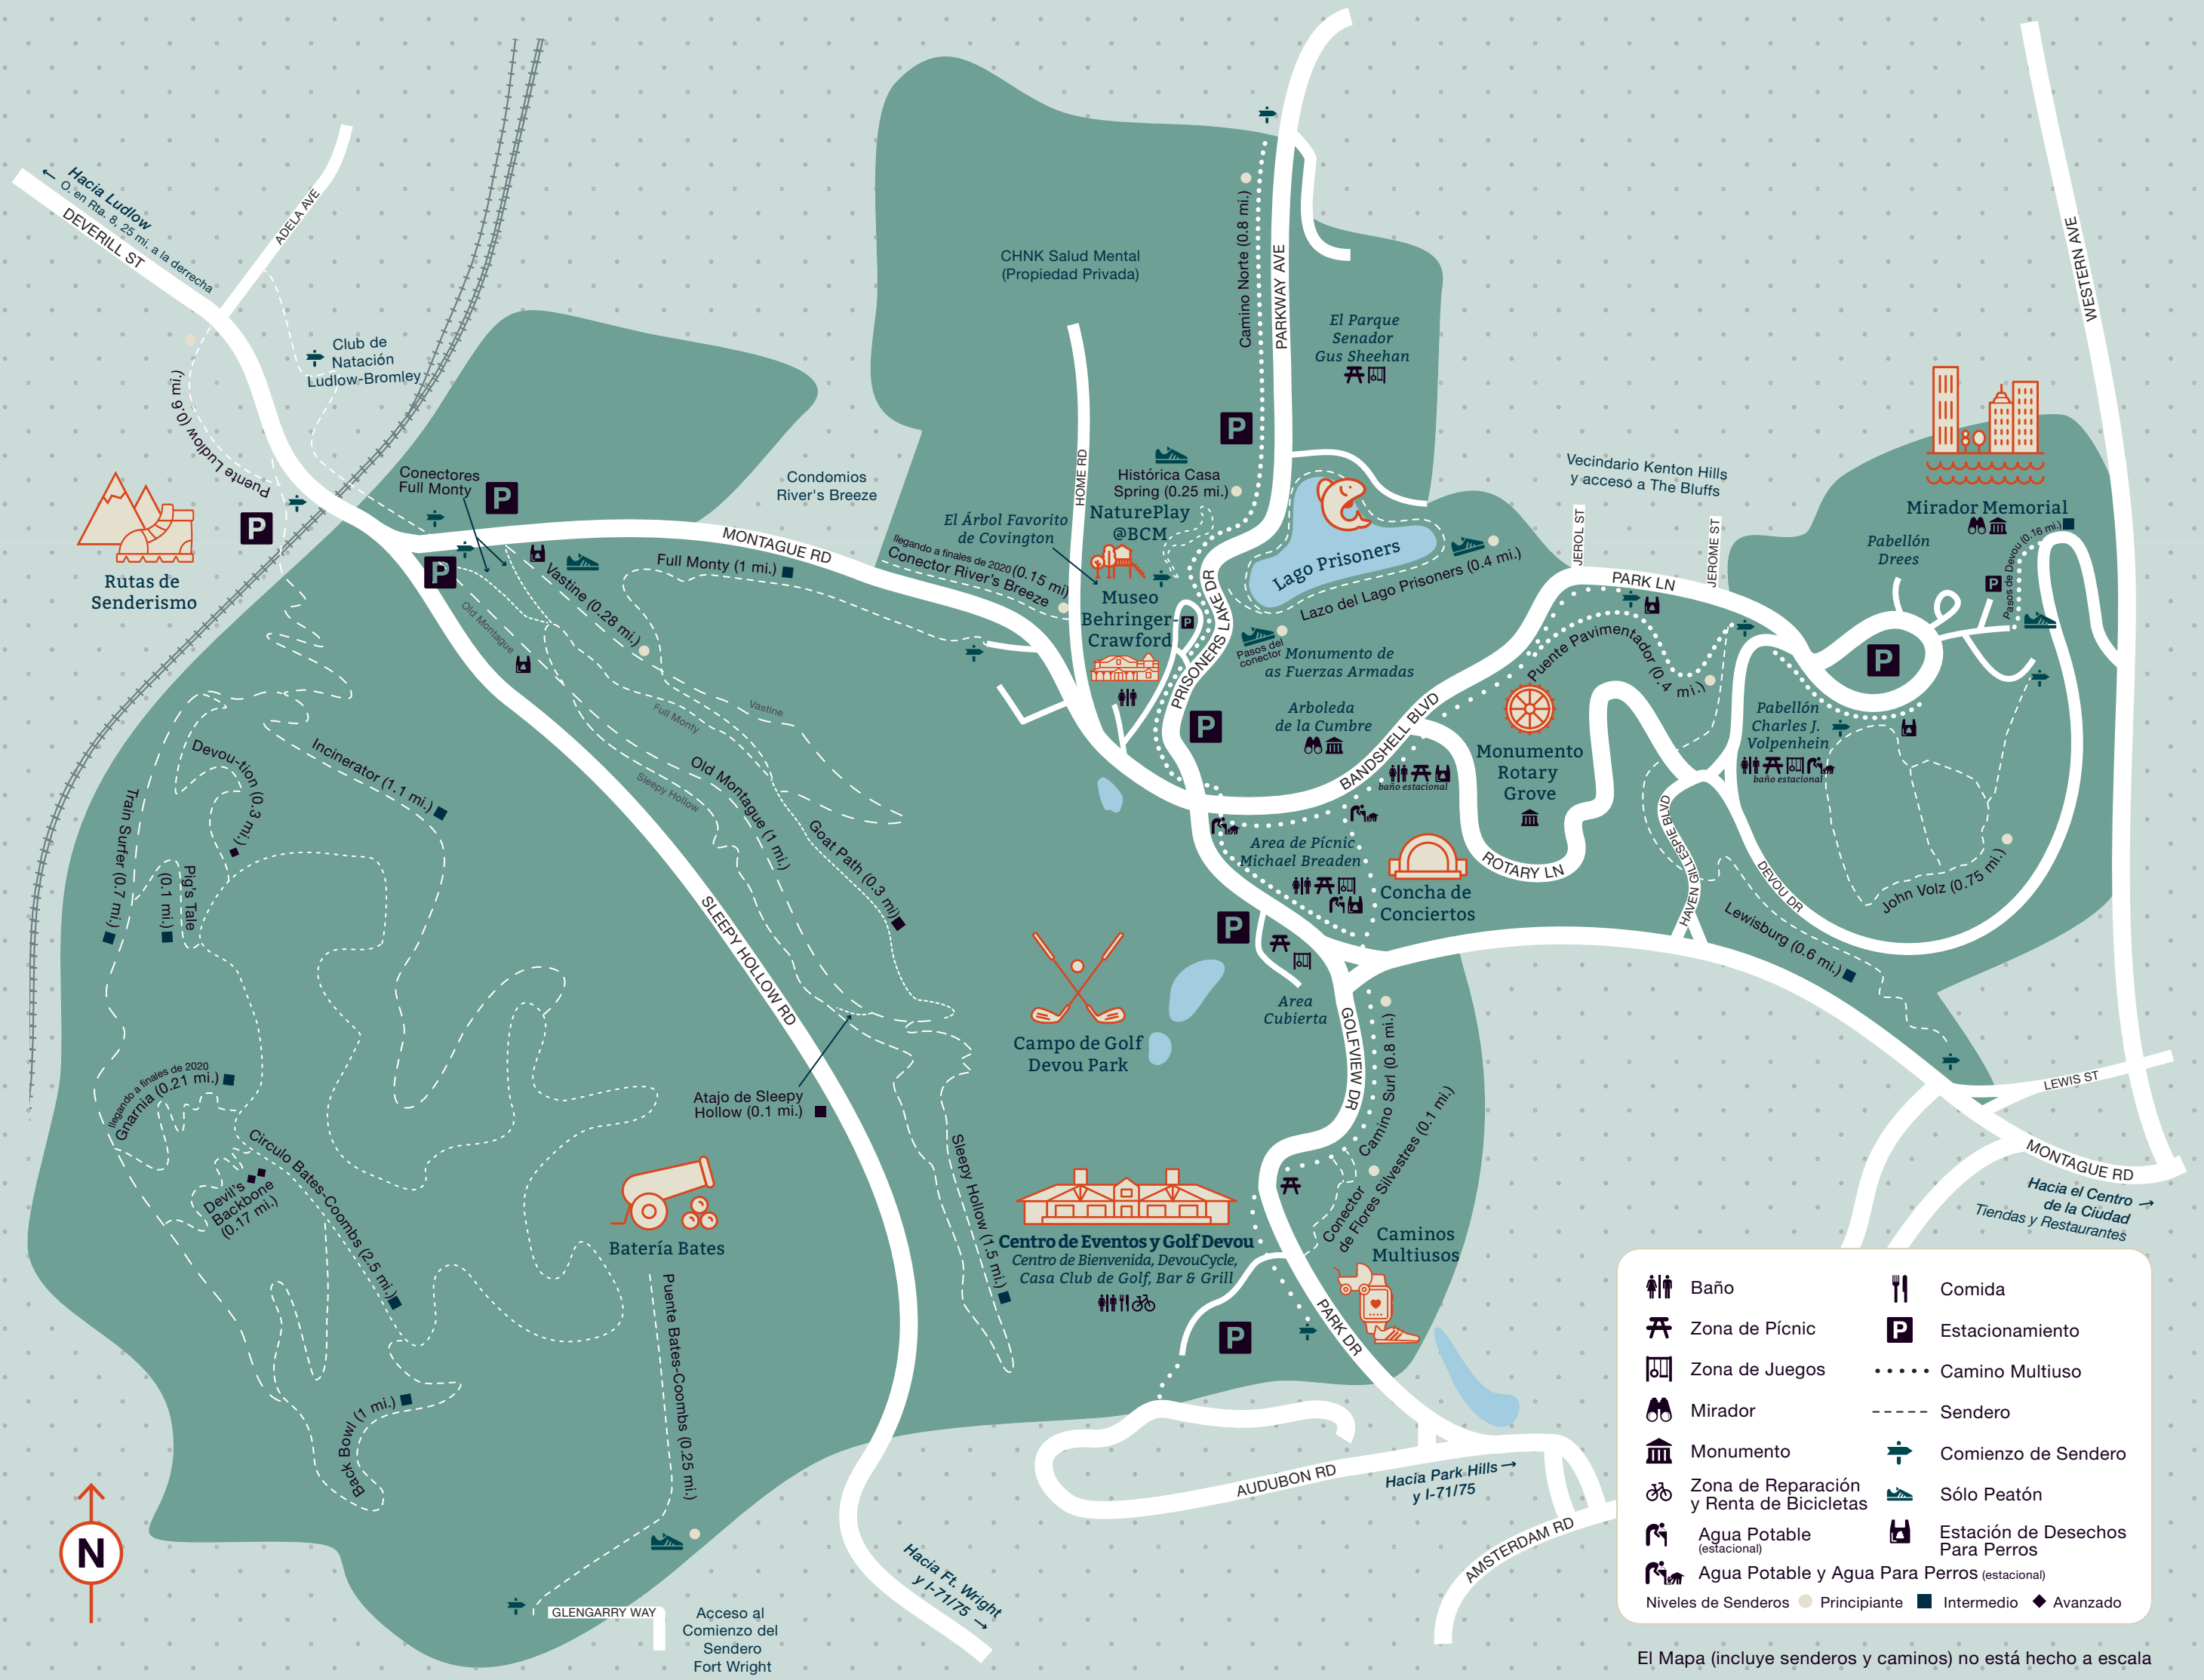 ← Hacia Ludlow
O. en Rta. 8, 25 mi. a la derrecha
DEVERILL ST
ADELA AVE
Club de
Natación
Ludlow-Bromley
Puente Ludlow (0.6 mi.)
P
Rutas de
Senderismo
Conectores
Full Monty
P
P
Old Montague
Vastine (0.28 mi.)
Full Monty (1 mi.)
MONTAGUE RD
Condomios
River's Breeze
Full Monty
Vastine
Sleepy Hollow
Old Montague (1 mi.)
Goat Path (0.3 mi)
Incinerator (1.1 mi.)
Devou-tion (0.3 mi.)
Train Surfer (0.7 mi.)
Pig's Tale
(0.1 mi.)
llegando a finales de 2020
Gnarnia (0.21 mi.)
Devil's
Backbone
(0.17 mi.)
Circulo Bates-Coombs (2.5 mi.)
Back Bowl (1 mi.)
Batería Bates
Puente Bates-Coombs (0.25 mi.)
SLEEPY HOLLOW RD
Atajo de Sleepy
Hollow (0.1 mi.)
Sleepy Hollow (1.5 mi.)
GLENGARRY WAY
Acceso al
Comienzo del
Sendero
Fort Wright
Hacia Ft. Wright
y I-71/75 →
N
CHNK Salud Mental
(Propiedad Privada)
HOME RD
El Árbol Favorito
de Covington
llegando a finales de 2020
Conector River's Breeze (0.15 mi)
Camino Norte (0.8 mi.)
PARKWAY AVE
El Parque
Senador
Gus Sheehan
P
Histórica Casa
Spring (0.25 mi.)
NaturePlay
@BCM
Museo
Behringer-
Crawford
P
PRISONERS LAKE DR
Lago Prisoners
Lazo del Lago Prisoners (0.4 mi.)
Pasos del
conector
Monumento de
as Fuerzas Armadas
P
Arboleda
de la Cumbre
BANDSHELL BLVD
baño estacional
Area de Pícnic
Michael Breaden
Concha de
Conciertos
P
Area
Cubierta
Campo de Golf
Devou Park
GOLFVIEW DR
Camino Surl (0.8 mi.)
Conector
de Flores Silvestres (0.1 mi.)
Centro de Eventos y Golf Devou
Centro de Bienvenida, DevouCycle,
Casa Club de Golf, Bar & Grill
Caminos
Multiusos
P
PARK DR
AUDUBON RD
Hacia Park Hills →
y I-71/75
AMSTERDAM RD
Vecindario Kenton Hills
y acceso a The Bluffs
JEROL ST
JEROME ST
PARK LN
Puente Pavimentador (0.4 mi.)
Monumento
Rotary
Grove
ROTARY LN
HAVEN GILLESPIE BLVD
DEVOU DR
Pabellón
Charles J.
Volpenhein
baño estacional
Pabellón
Drees
P
P
Pasos de Devou (0.16 mi.)
Mirador Memorial
WESTERN AVE
John Volz (0.75 mi.)
Lewisburg (0.6 mi.)
LEWIS ST
MONTAGUE RD
Hacia el Centro →
de la Ciudad
Tiendas y Restaurantes
Baño
Zona de Pícnic
Zona de Juegos
Mirador
Monumento
Zona de Reparación
y Renta de Bicicletas
Agua Potable
(estacional)
Agua Potable y Agua Para Perros (estacional)
Comida
P Estacionamiento
Camino Multiuso
Sendero
Comienzo de Sendero
Sólo Peatón
Estación de Desechos
Para Perros
Niveles de Senderos Principiante Intermedio Avanzado
El Mapa (incluye senderos y caminos) no está hecho a escala